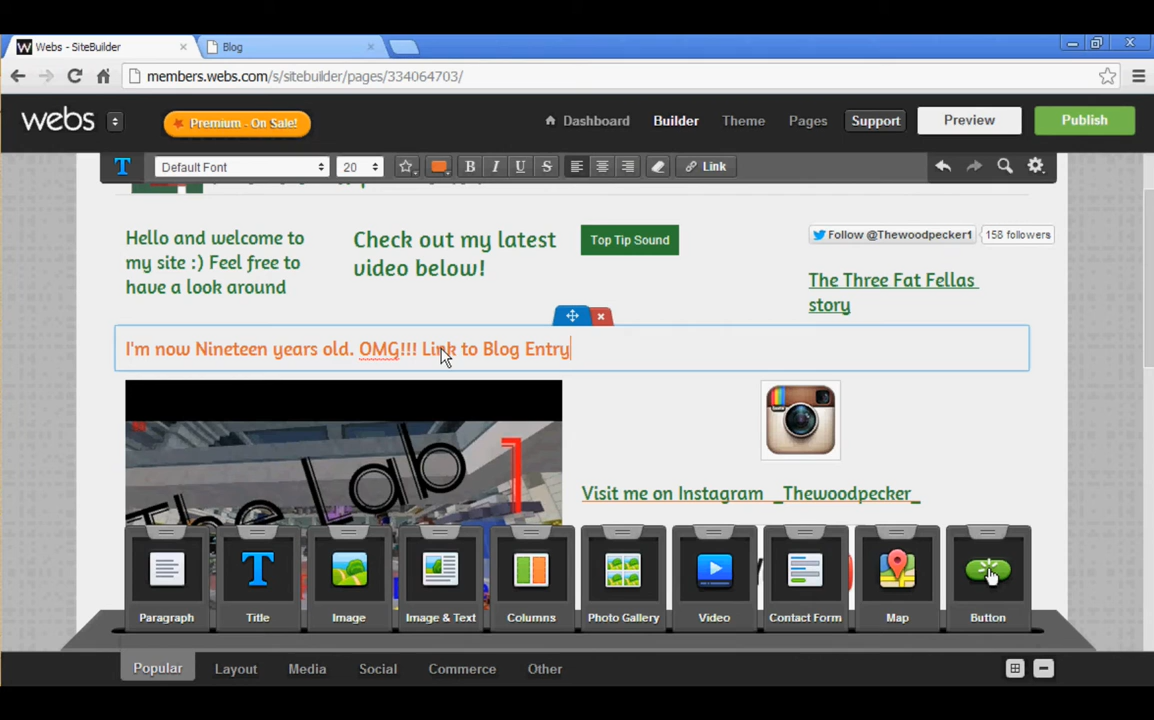 Webs - SiteBuilder
Blog
members.webs.com/s/sitebuilder/pages/334064703/
webs
Premium - On Sale!
Dashboard
Builder
Theme
Pages
Support
Preview
Publish
T
Default Font
20
B
I
U
S
Link
Hello and welcome to
my site :) Feel free to
have a look around
Check out my latest
video below!
Top Tip Sound
Follow @Thewoodpecker1
158 followers
The Three Fat Fellas
story
I'm now Nineteen years old. OMG!!! Link to Blog Entry
The Lab 1
Visit me on Instagram _Thewoodpecker_
Paragraph
T
Title
Image
Image & Text
Columns
Photo Gallery
Video
Contact Form
Map
Button
Popular
Layout
Media
Social
Commerce
Other